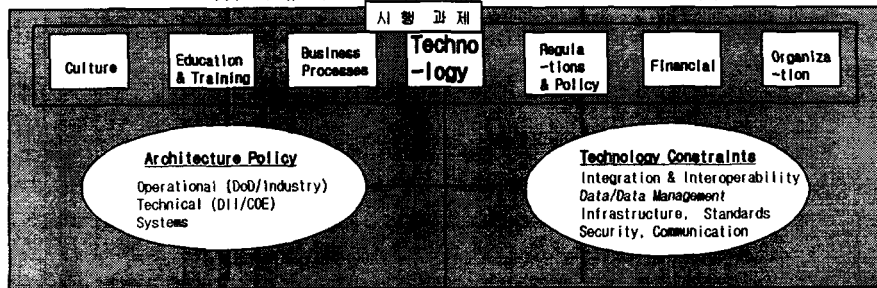 시 행 과 제
Culture
Education
& Training
Business
Processes
Techno
-logy
Regula
-tions
& Policy
Financial
Organiza
-tion
Architecture Policy
Operational (DoD/Industry)
Technical (DII/COE)
Systems
Technology Constraints
Integration & Interoperability
Data/Data Management
Infrastructure, Standards
Security, Communication